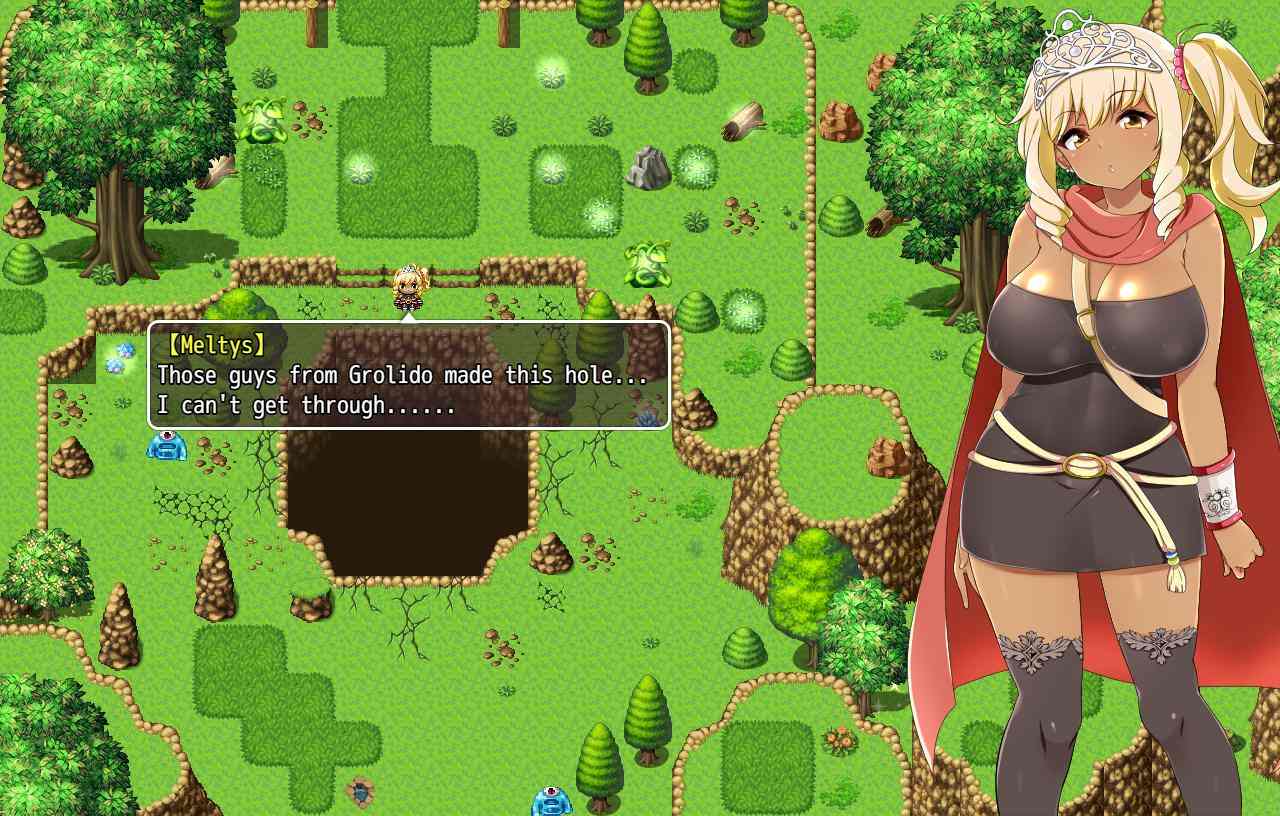 【Meltys】
Those guys from Grolido made this hole...
I can't get through......